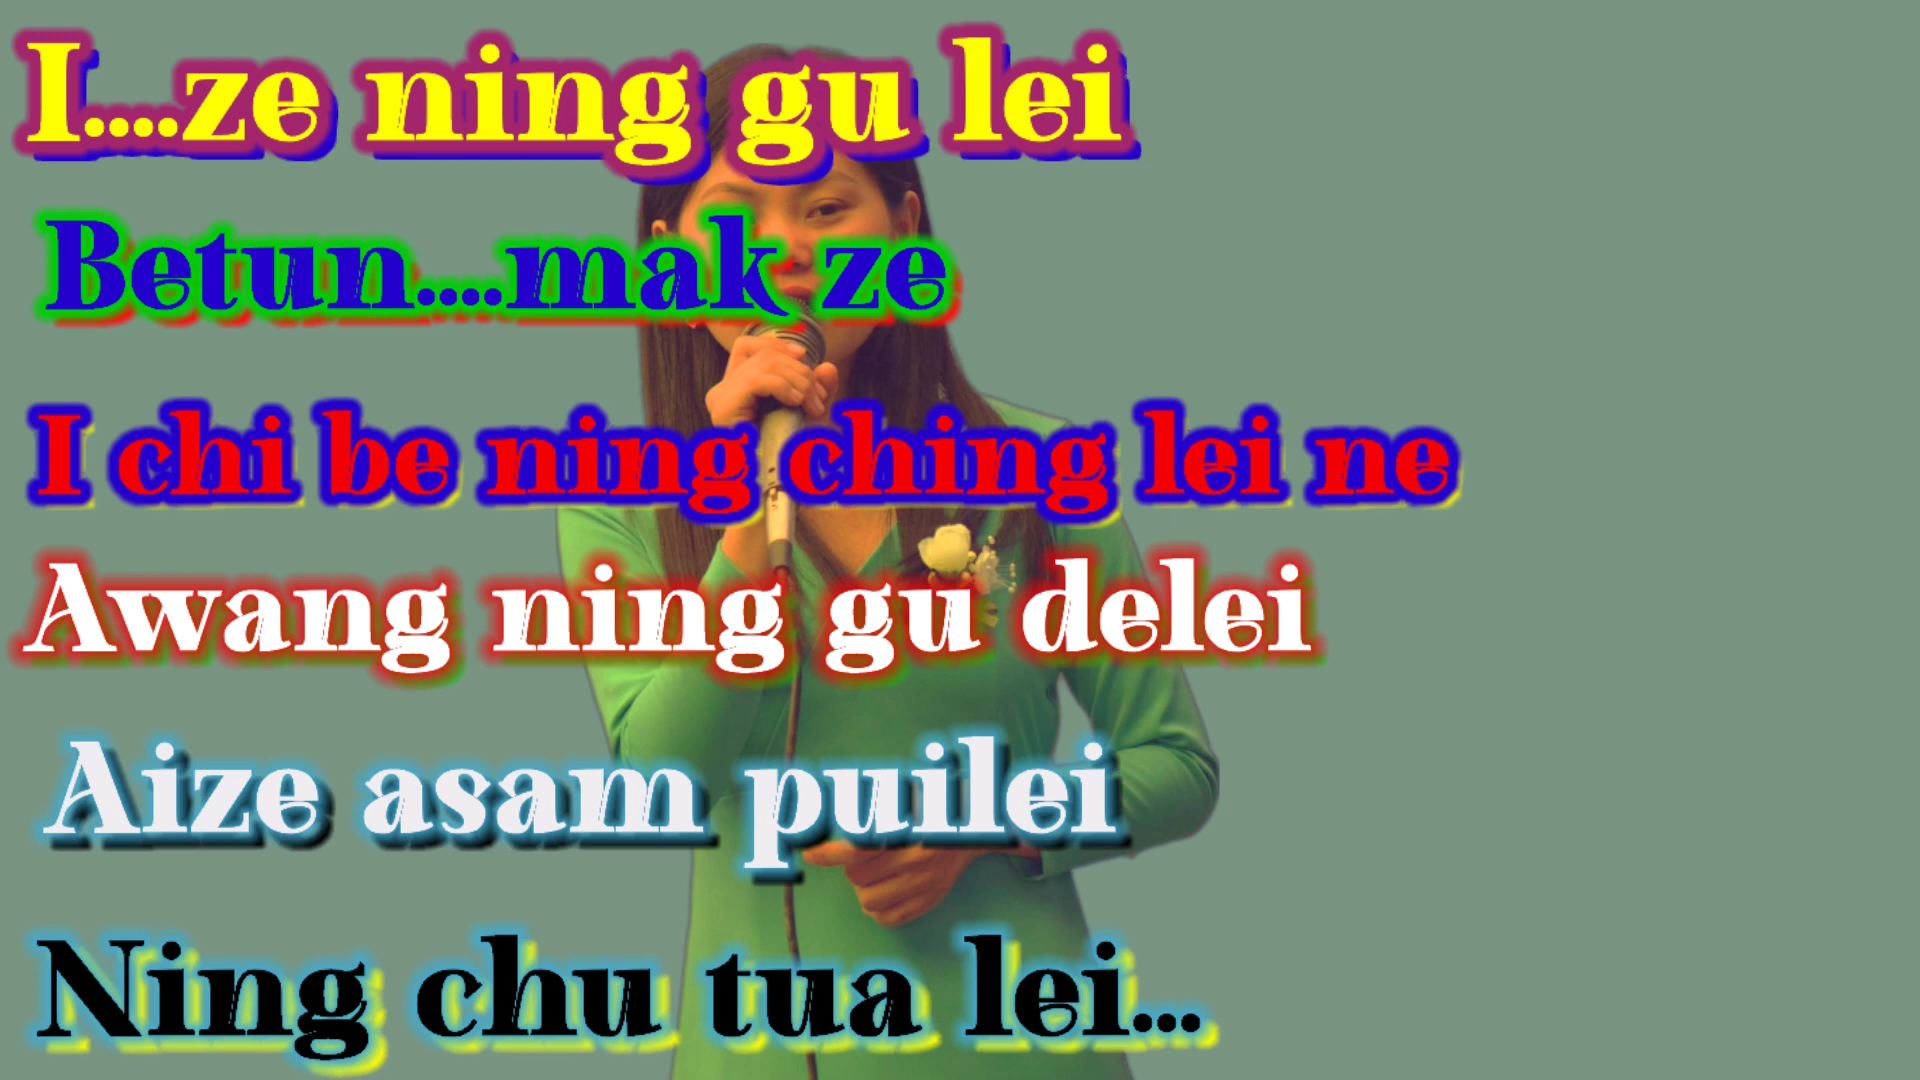 I....ze ning gu lei
Betun....mak ze
I chi be ning ching lei ne
Awang ning gu delei
Aize asam puilei
Ning chu tua lei...